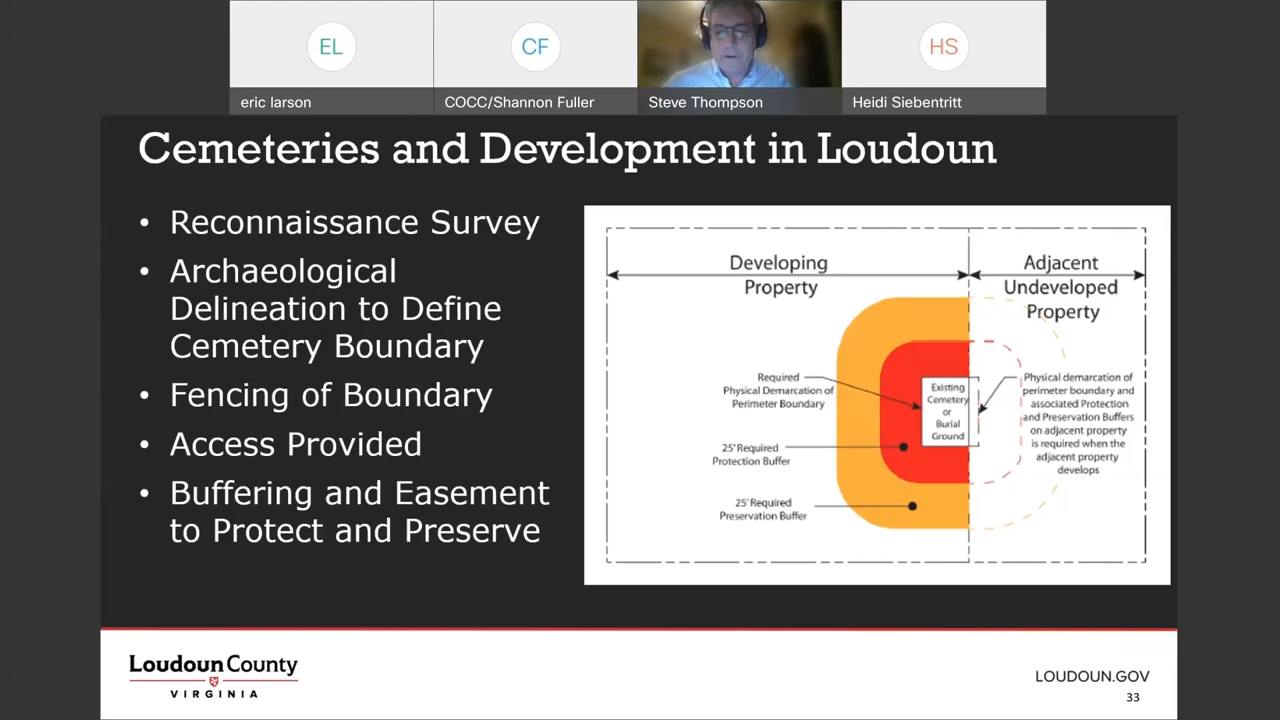 EL
CF
HS
eric larson
COCC/Shannon Fuller
Steve Thompson
Heidi Siebentritt
Cemeteries and Development in Loudoun
• Reconnaissance Survey
• Archaeological
Delineation to Define
Cemetery Boundary
• Fencing of Boundary
• Access Provided
• Buffering and Easement
to Protect and Preserve
Developing
Property
Adjacent
Undeveloped
Property
Required
Physical Demarcation of
Perimeter Boundary
25' Required
Protection Buffer
25' Required
Preservation Buffer
Existing
Cemetery
or
Burial
Ground
Physical demarcation of
perimeter boundary and
associated Protection
and Preservation Buffers
on adjacent property
is required when the
adjacent property
develops
Loudoun County
VIRGINIA
LOUDOUN.GOV
33